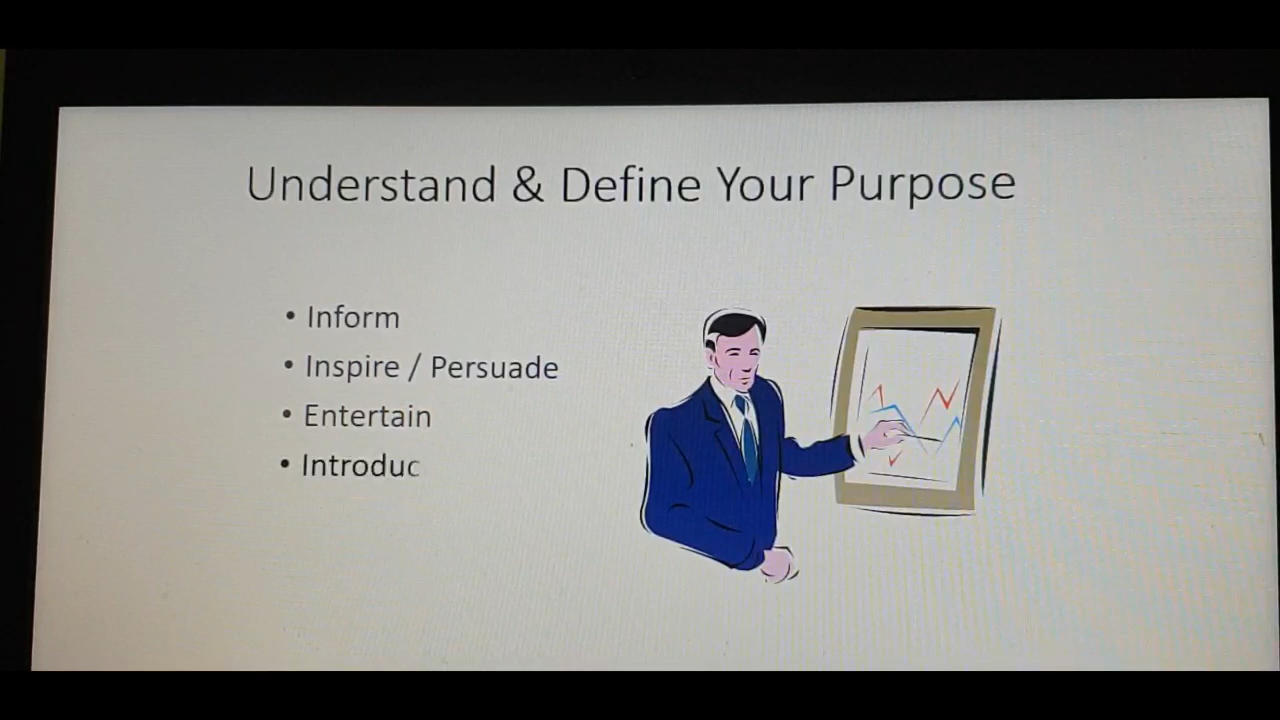 Understand & Define Your Purpose
• Inform
• Inspire / Persuade
• Entertain
• Introduc